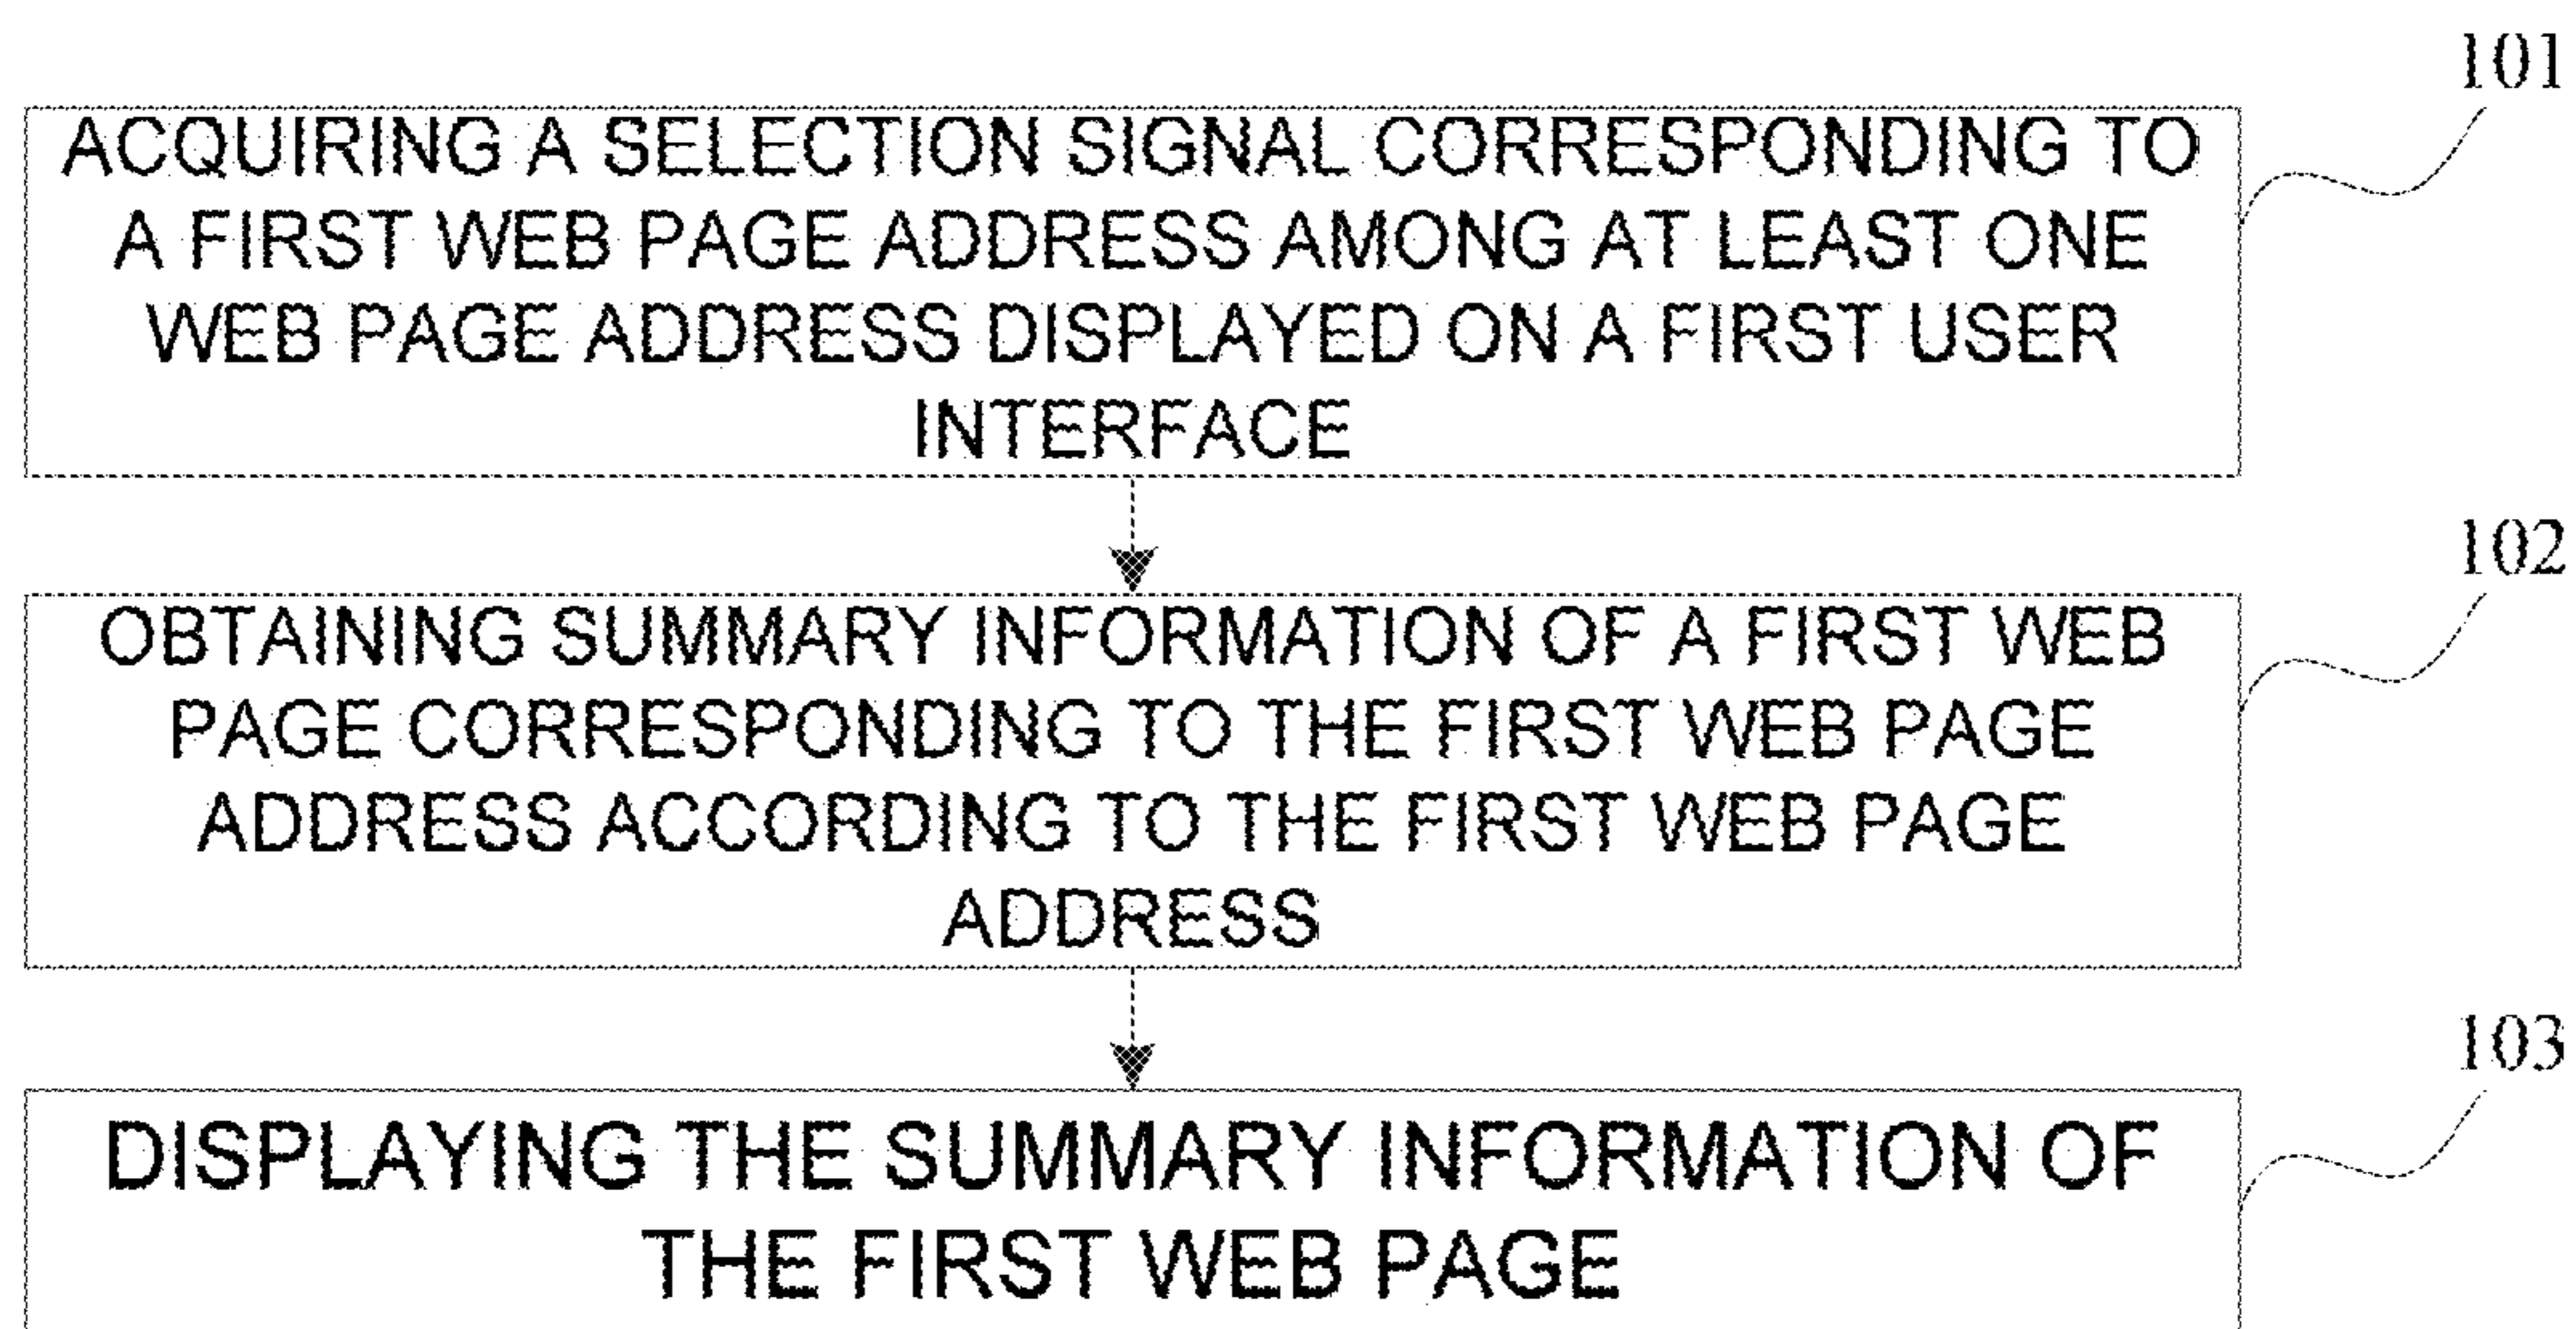 101
ACQUIRING A SELECTION SIGNAL CORRESPONDING TO
A FIRST WEB PAGE ADDRESS AMONG AT LEAST ONE
WEB PAGE ADDRESS DISPLAYED ON A FIRST USER
INTERFACE
102
OBTAINING SUMMARY INFORMATION OF A FIRST WEB
PAGE CORRESPONDING TO THE FIRST WEB PAGE
ADDRESS ACCORDING TO THE FIRST WEB PAGE
ADDRESS
103
DISPLAYING THE SUMMARY INFORMATION OF
THE FIRST WEB PAGE